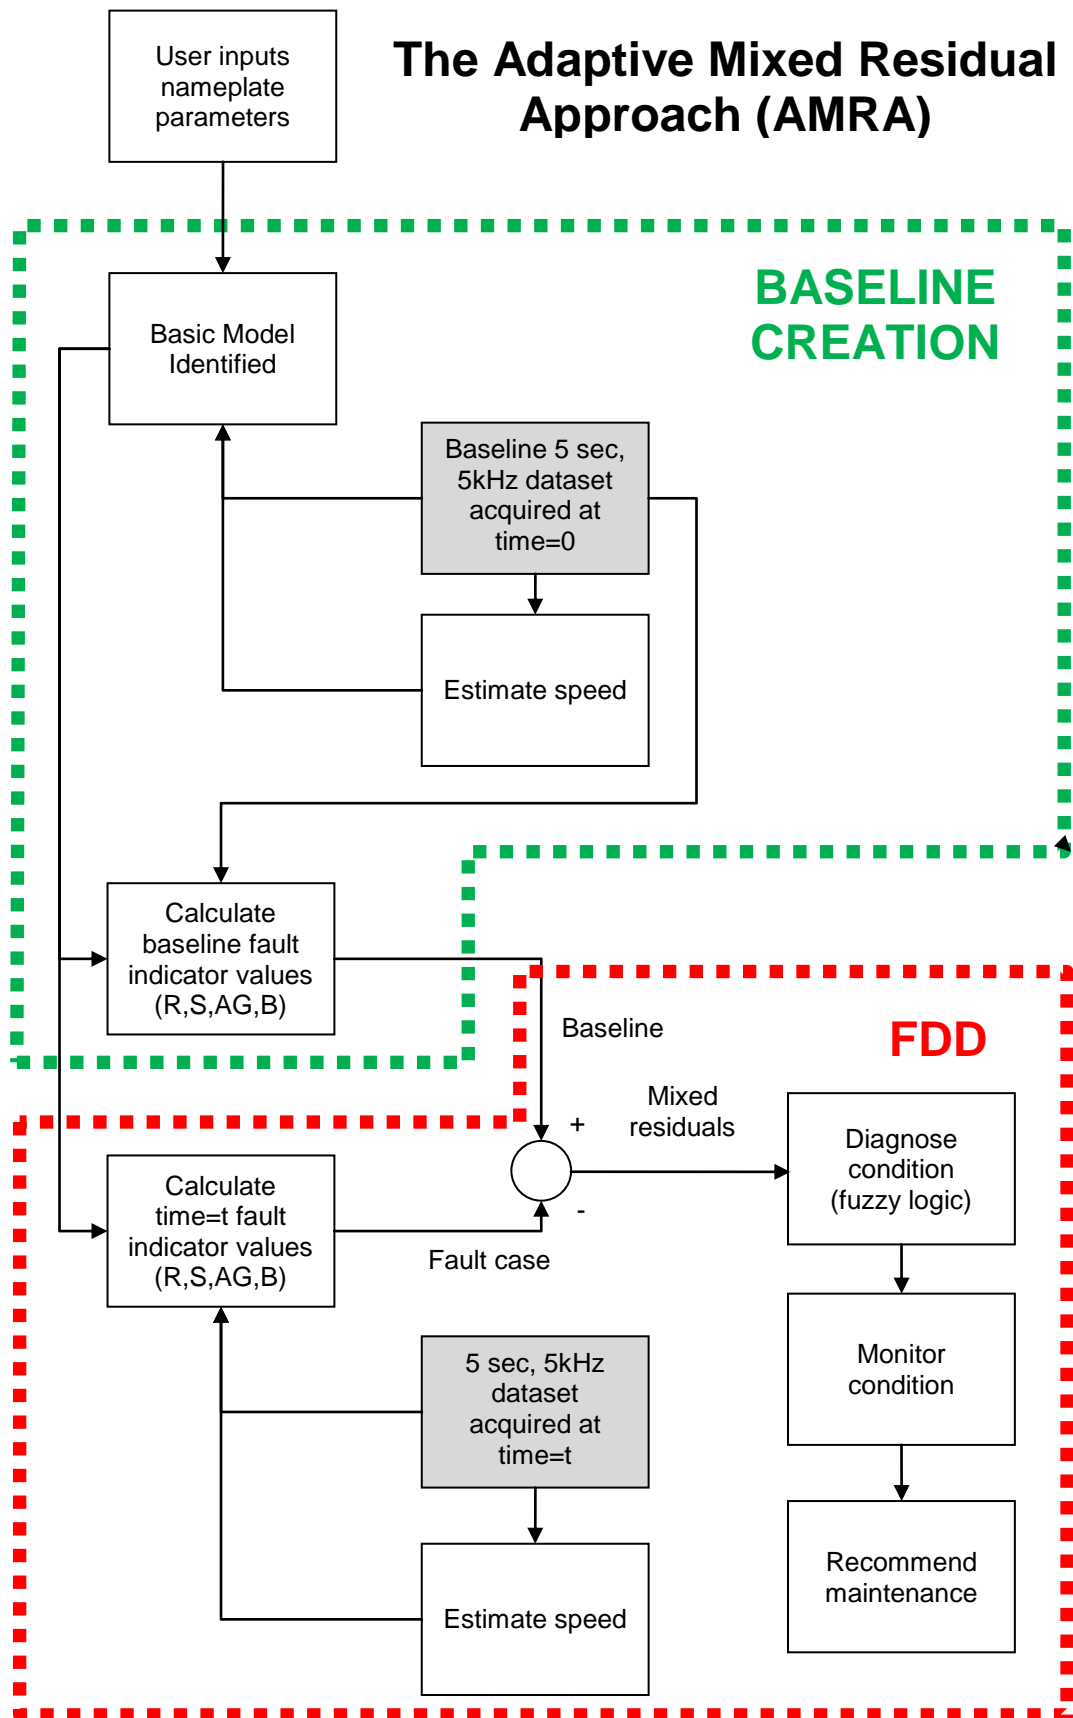 User inputs
nameplate
parameters
The Adaptive Mixed Residual
Approach (AMRA)
BASELINE
CREATION
Basic Model
Identified
Baseline 5 sec,
5kHz dataset
acquired at
time=0
Estimate speed
Calculate
baseline fault
indicator values
(R,S,AG,B)
Baseline
FDD
Mixed
residuals
+
-
Diagnose
condition
(fuzzy logic)
Calculate
time=t fault
indicator values
(R,S,AG,B)
Fault case
Monitor
condition
5 sec, 5kHz
dataset
acquired at
time=t
Recommend
maintenance
Estimate speed